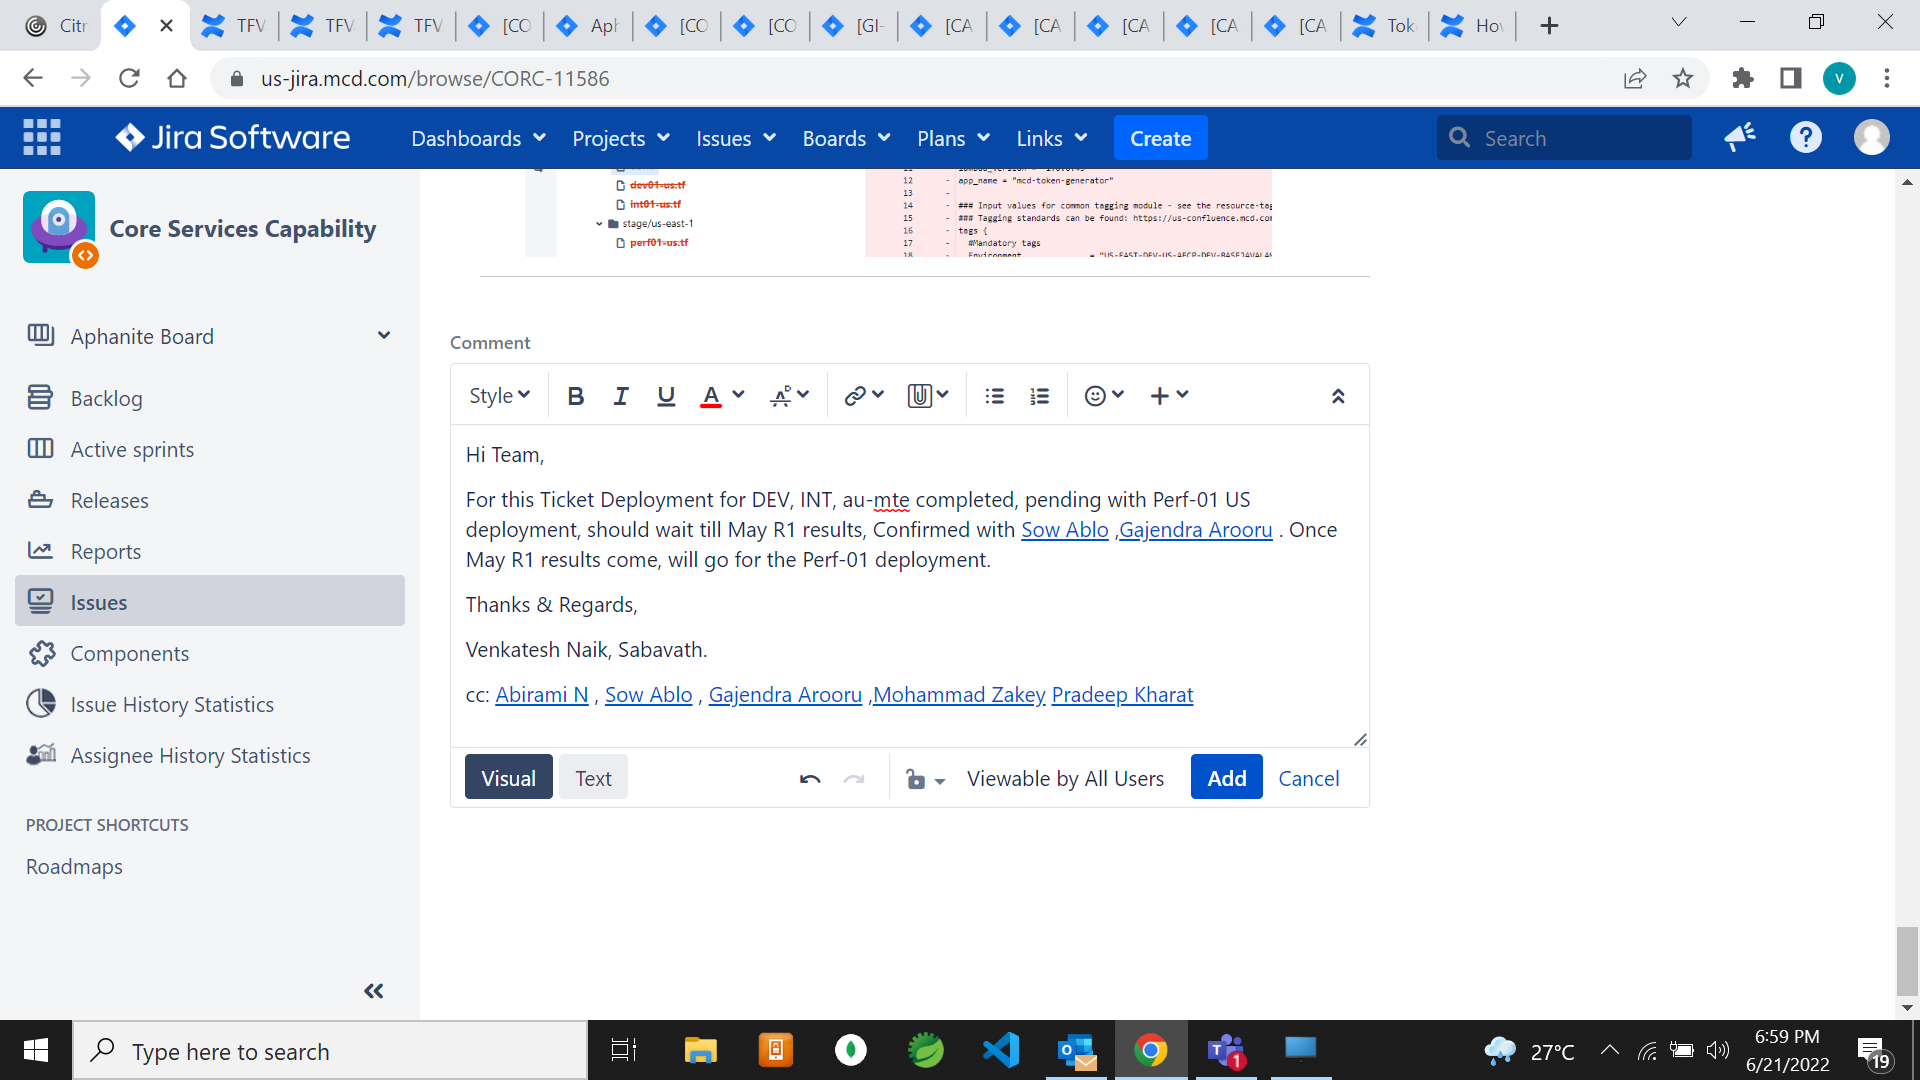 Citr
TFV
TFV
TFV
[CO
Aph
[CO
[CO
[GI-
[CA
[CA
[CA
[CA
[CA
Tok
Hov
us-jira.mcd.com/browse/CORC-11586
V
Jira Software
Dashboards Projects Issues Boards Plans Links Create
Search
Core Services Capability
Aphanite Board
Backlog
Active sprints
Releases
Reports
Issues
Components
Issue History Statistics
Assignee History Statistics
PROJECT SHORTCUTS
Roadmaps
dev01-us.tf
int01-us.tf
stage/us-east-1
perf01-us.tf
12 - app_name = "mcd-token-generator"
13 -
14 - ### Input values for common tagging module - see the resource-tag
15 - ### Tagging standards can be found: https://us-confluence.mcd.com
16 - tags {
17 - #Mandatory tags
18 - Environment = "US-EAST-DEV-US-AFCP-DEV-BASEJAVALAM
Comment
Style
Hi Team,
For this Ticket Deployment for DEV, INT, au-mte completed, pending with Perf-01 US
deployment, should wait till May R1 results, Confirmed with Sow Ablo ,Gajendra Arooru . Once
May R1 results come, will go for the Perf-01 deployment.
Thanks & Regards,
Venkatesh Naik, Sabavath.
cc: Abirami N , Sow Ablo , Gajendra Arooru ,Mohammad Zakey Pradeep Kharat
Visual Text Viewable by All Users Add Cancel
Type here to search
1
27°C
6:59 PM
6/21/2022
19